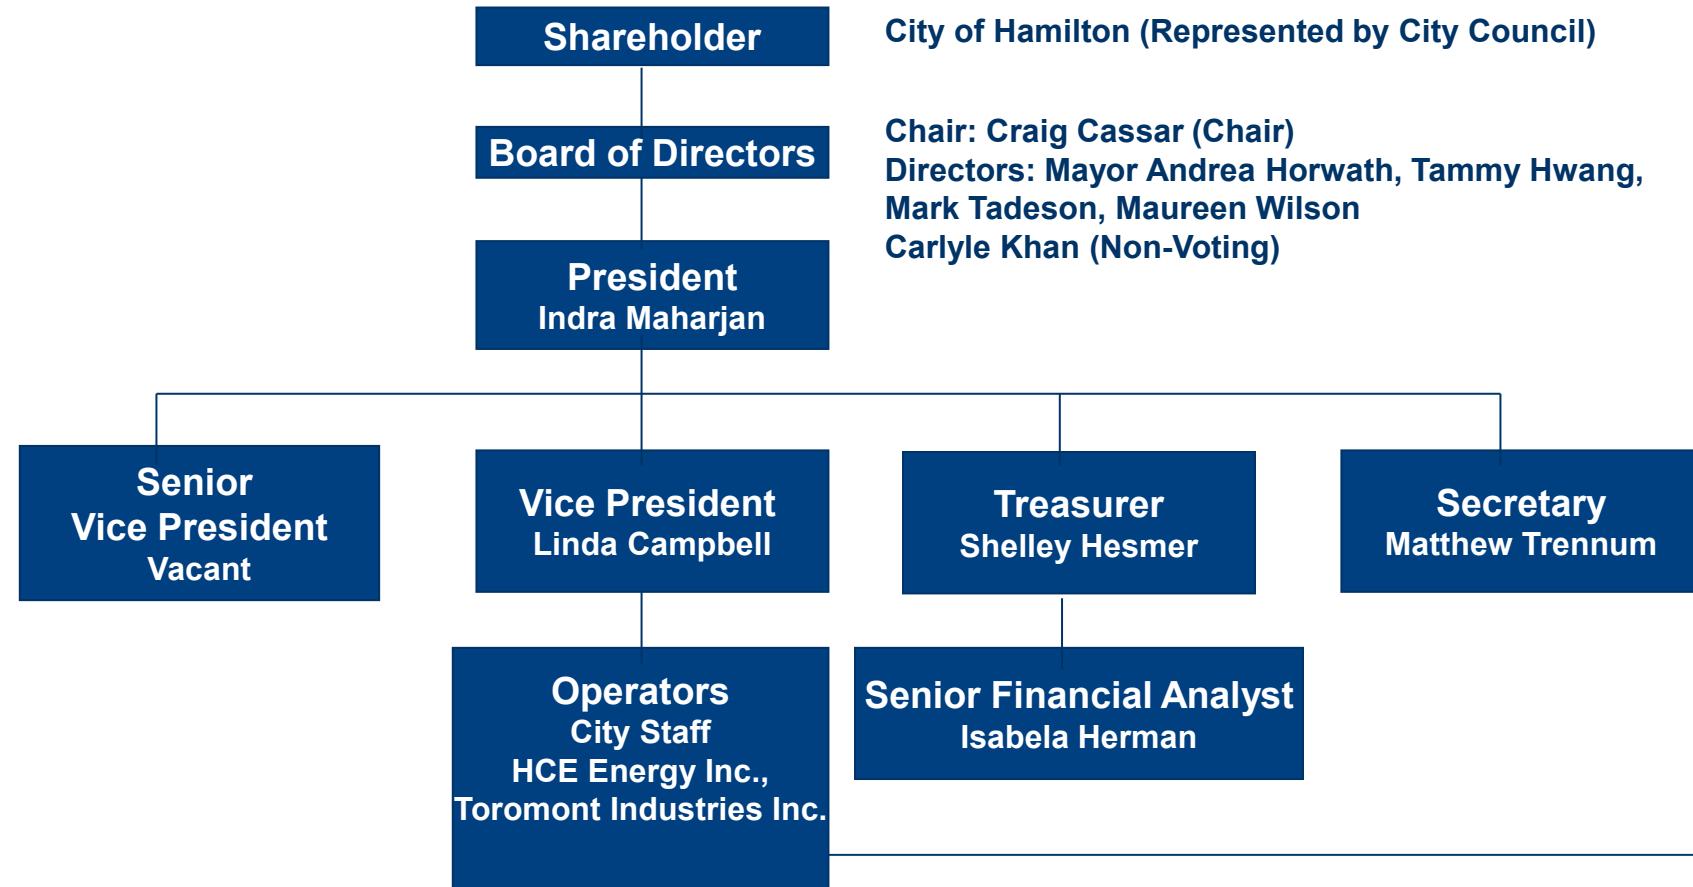 Shareholder
City of Hamilton (Represented by City Council)
Board of Directors
Chair: Craig Cassar (Chair)
Directors: Mayor Andrea Horwath, Tammy Hwang,
Mark Tadeson, Maureen Wilson
Carlyle Khan (Non-Voting)
President
Indra Maharjan
Senior
Vice President
Vacant
Vice President
Linda Campbell
Treasurer
Shelley Hesmer
Secretary
Matthew Trennum
Operators
City Staff
HCE Energy Inc.,
Toromont Industries Inc.
Senior Financial Analyst
Isabela Herman